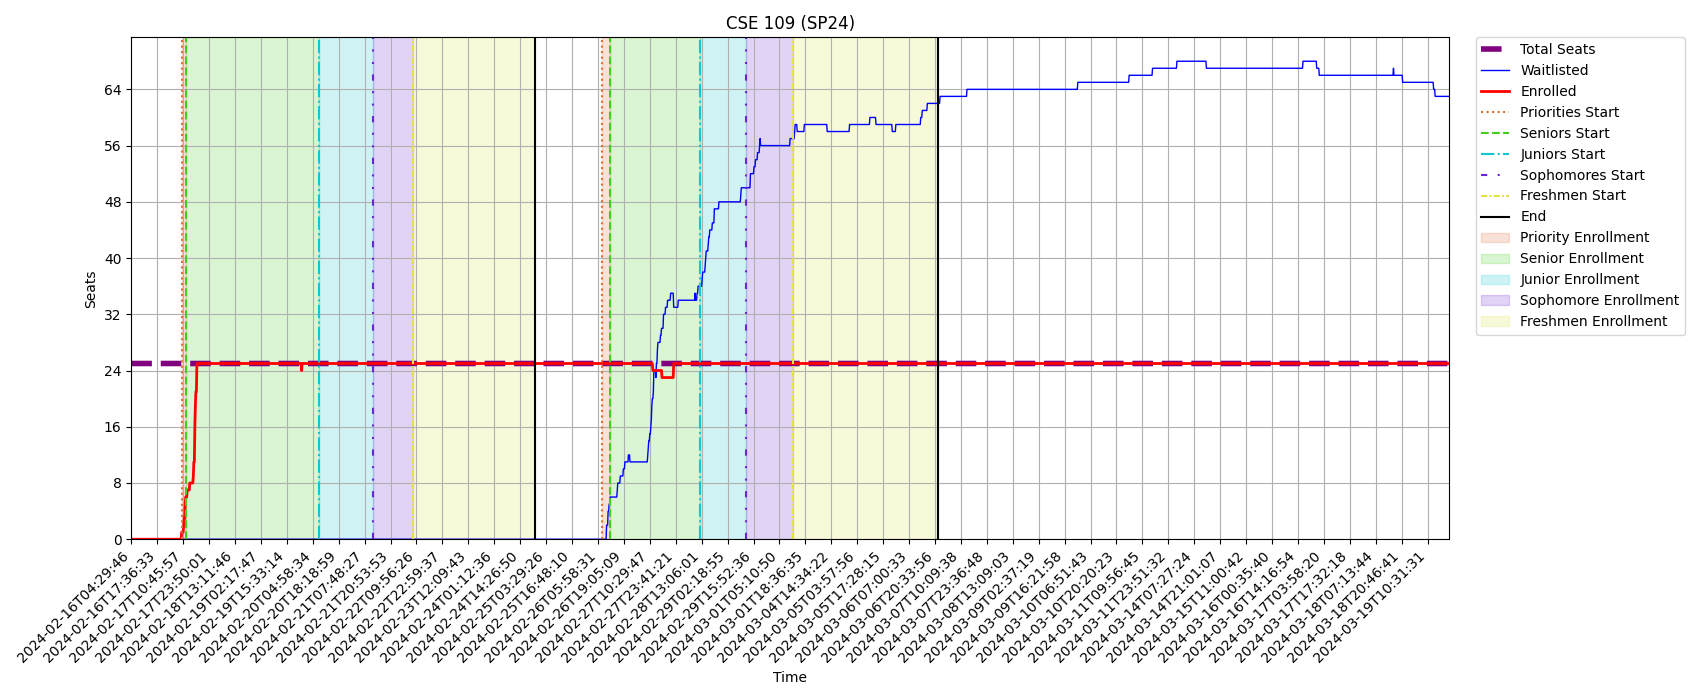 CSE 109 (SP24)
Seats
64
56
48
40
32
24
16
8
0
2024-02-16T04:29:46
2024-02-16T17:36:33
2024-02-17T10:45:57
2024-02-17T23:50:01
2024-02-18T13:11:46
2024-02-19T02:17:47
2024-02-19T15:33:14
2024-02-20T04:58:34
2024-02-20T18:18:59
2024-02-21T07:48:27
2024-02-21T20:53:53
2024-02-22T09:56:26
2024-02-22T22:59:37
2024-02-23T12:09:43
2024-02-24T01:12:36
2024-02-24T14:26:50
2024-02-25T03:29:26
2024-02-25T16:48:10
2024-02-26T05:58:31
2024-02-26T19:05:09
2024-02-27T10:29:47
2024-02-27T23:41:21
2024-02-28T13:06:01
2024-02-29T02:18:55
2024-02-29T15:52:36
2024-03-01T05:10:50
2024-03-01T18:36:35
2024-03-04T14:34:22
2024-03-05T03:57:56
2024-03-05T17:28:15
2024-03-06T07:00:33
2024-03-06T20:33:56
2024-03-07T10:09:38
2024-03-07T23:36:48
2024-03-08T13:09:03
2024-03-09T02:37:19
2024-03-09T16:21:58
2024-03-10T06:51:43
2024-03-10T20:20:23
2024-03-11T09:56:45
2024-03-11T23:51:32
2024-03-14T07:27:24
2024-03-14T21:01:07
2024-03-15T11:00:42
2024-03-16T00:35:40
2024-03-16T14:16:54
2024-03-17T03:58:20
2024-03-17T17:32:18
2024-03-18T07:13:44
2024-03-18T20:46:41
2024-03-19T10:31:31
Time
Total Seats
Waitlisted
Enrolled
Priorities Start
Seniors Start
Juniors Start
Sophomores Start
Freshmen Start
End
Priority Enrollment
Senior Enrollment
Junior Enrollment
Sophomore Enrollment
Freshmen Enrollment